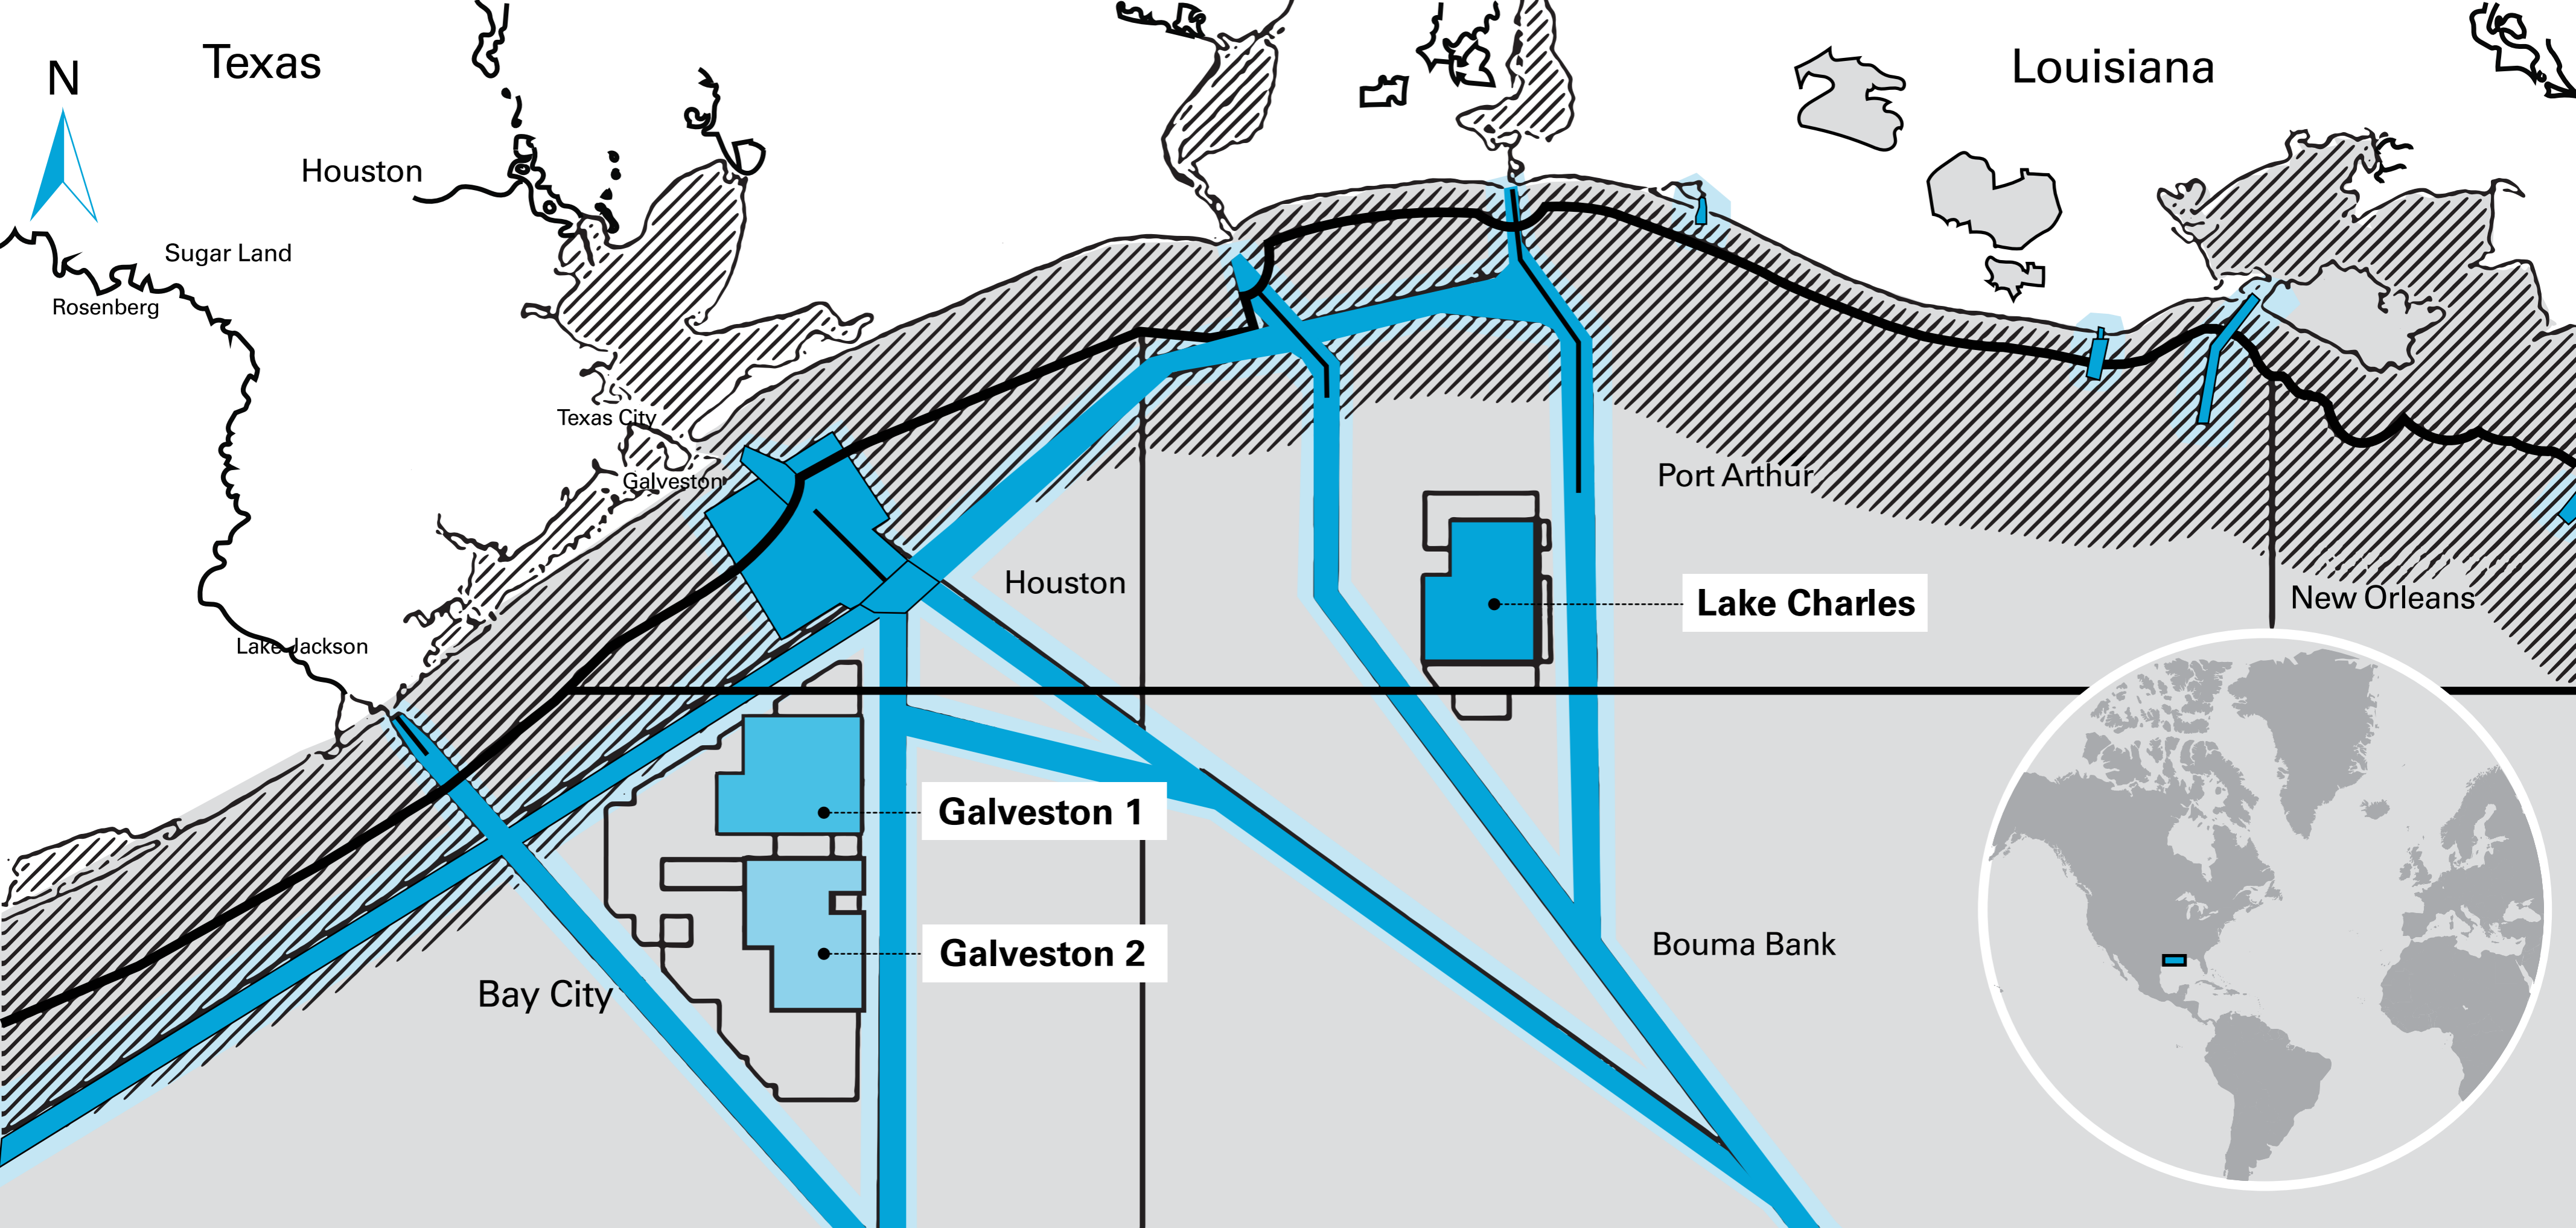 Texas
Louisiana
N
Houston
Sugar Land
Rosenberg
Texas City
Galveston
Port Arthur
Houston
New Orleans
Lake Charles
Lake Jackson
Galveston 1
Galveston 2
Bouma Bank
Bay City